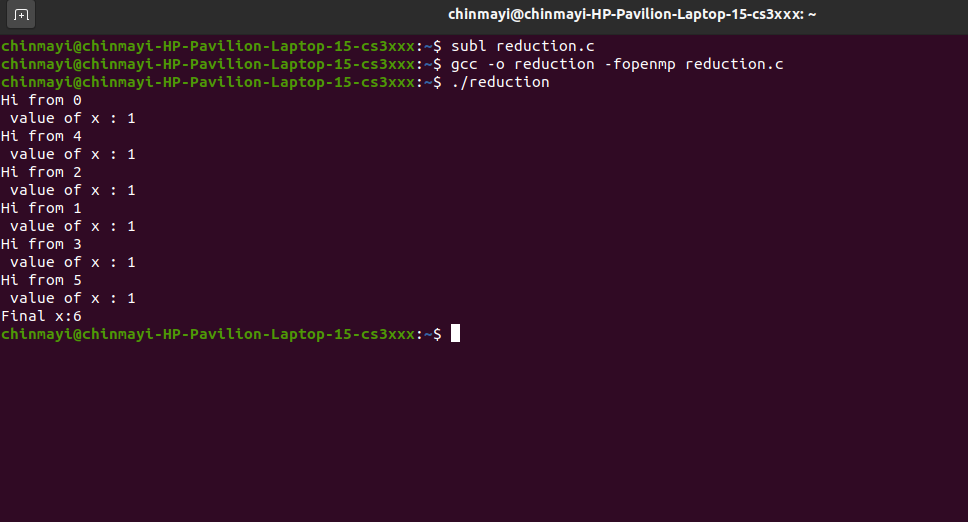 chinmayi@chinmayi-HP-Pavilion-Laptop-15-cs3xxx: ~
chinmayi@chinmayi-HP-Pavilion-Laptop-15-cs3xxx:~$ subl reduction.c
chinmayi@chinmayi-HP-Pavilion-Laptop-15-cs3xxx:~$ gcc -o reduction -fopenmp reduction.c
chinmayi@chinmayi-HP-Pavilion-Laptop-15-cs3xxx:~$ ./reduction
Hi from 0
 value of x : 1
Hi from 4
 value of x : 1
Hi from 2
 value of x : 1
Hi from 1
 value of x : 1
Hi from 3
 value of x : 1
Hi from 5
 value of x : 1
Final x:6
chinmayi@chinmayi-HP-Pavilion-Laptop-15-cs3xxx:~$